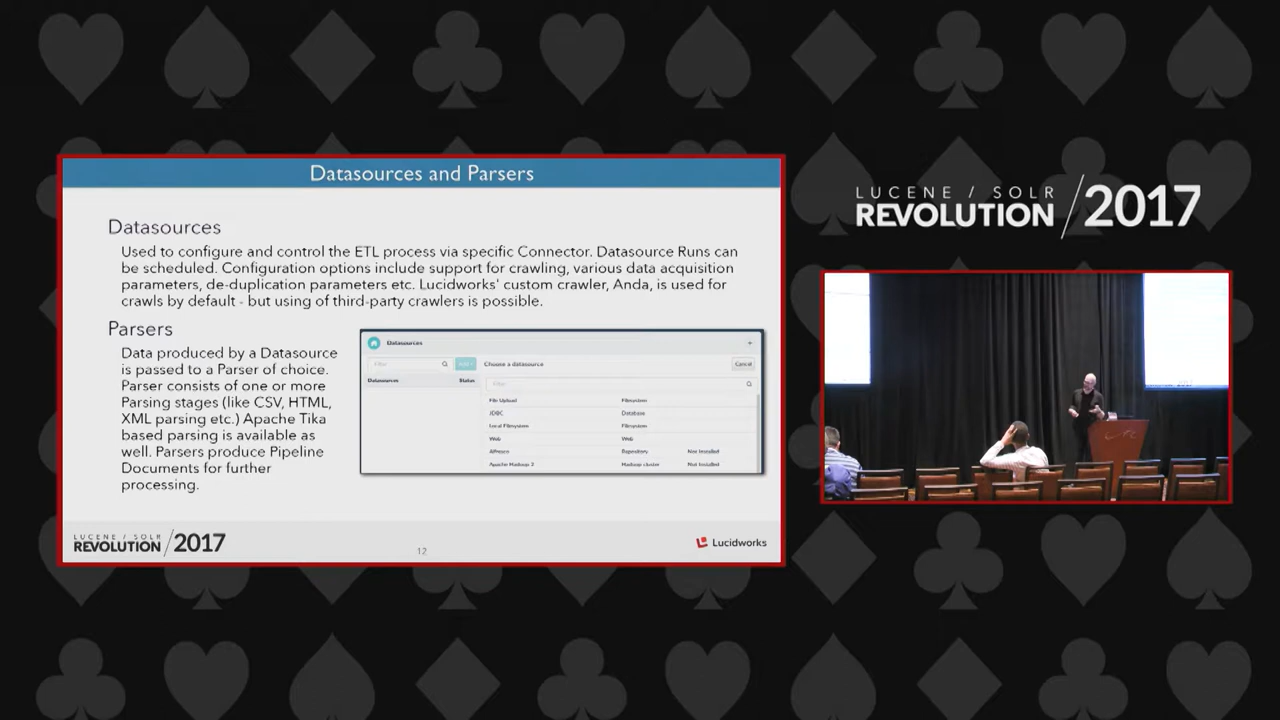 Datasources and Parsers
Datasources
Used to configure and control the ETL process via specific Connector. Datasource Runs can
be scheduled. Configuration options include support for crawling, various data acquisition
parameters, de-duplication parameters etc. Lucidworks' custom crawler, Anda, is used for
crawls by default - but using of third-party crawlers is possible.
Parsers
Data produced by a Datasource
is passed to a Parser of choice.
Parser consists of one or more
Parsing stages (like CSV, HTML,
XML parsing etc.) Apache Tika
based parsing is available as
well. Parsers produce Pipeline
Documents for further
processing.
Datasources +
Filter Add + Choose a datasource Cancel
Datasources Status Filter
File Upload Filesystem
JDBC Database
Local Filesystem Filesystem
Web Web
Alfresco Repository Not Installed
Apache Hadoop 2 Hadoop cluster Not Installed
LUCENE / SOLR
REVOLUTION /2017
12
Lucidworks
LUCENE / SOLR
REVOLUTION /2017